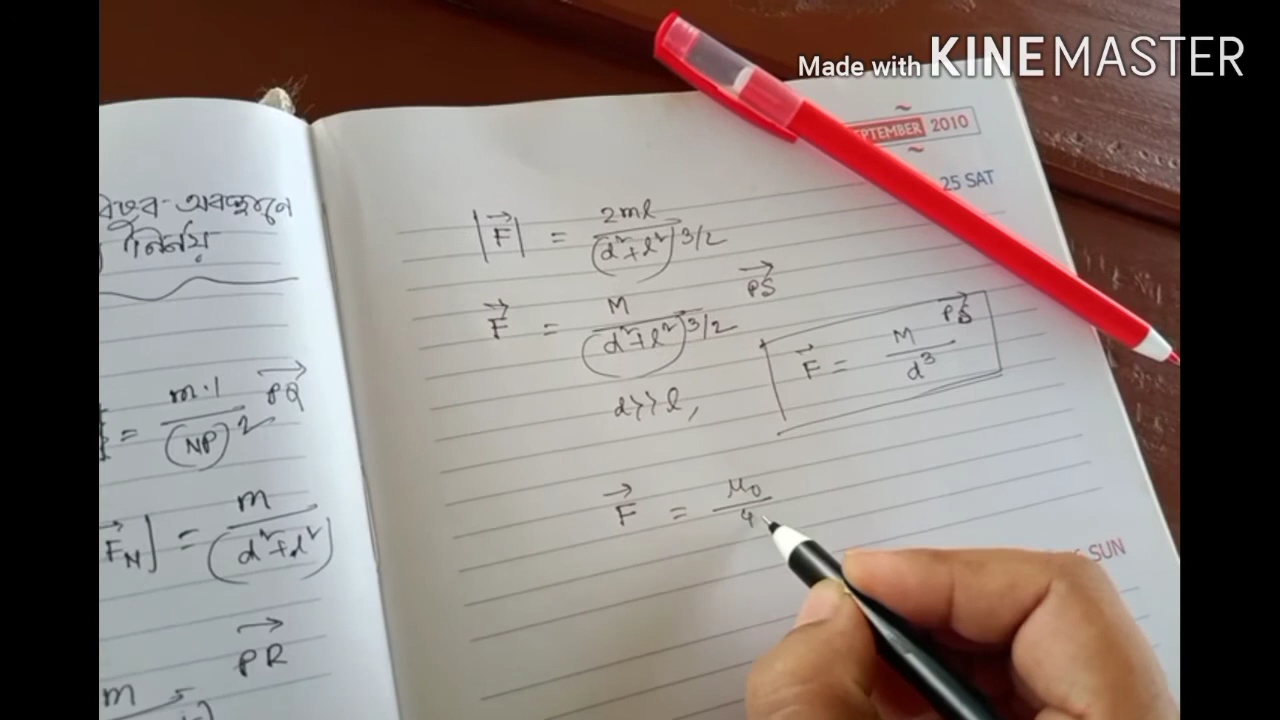 Made with KINEMASTER
SEPTEMBER 2010
25 SAT
নির্ণয়
= m.1/(NP)² PQ→
F→N| = m/(d²+l²)
PR→
m
|F→| = 2ml/(d²+l²)3/2
F→ = M/(d²+l²)3/2 PS→
d>>l,
F→ = M/d³ PS→
F→ = μ0/4
SUN